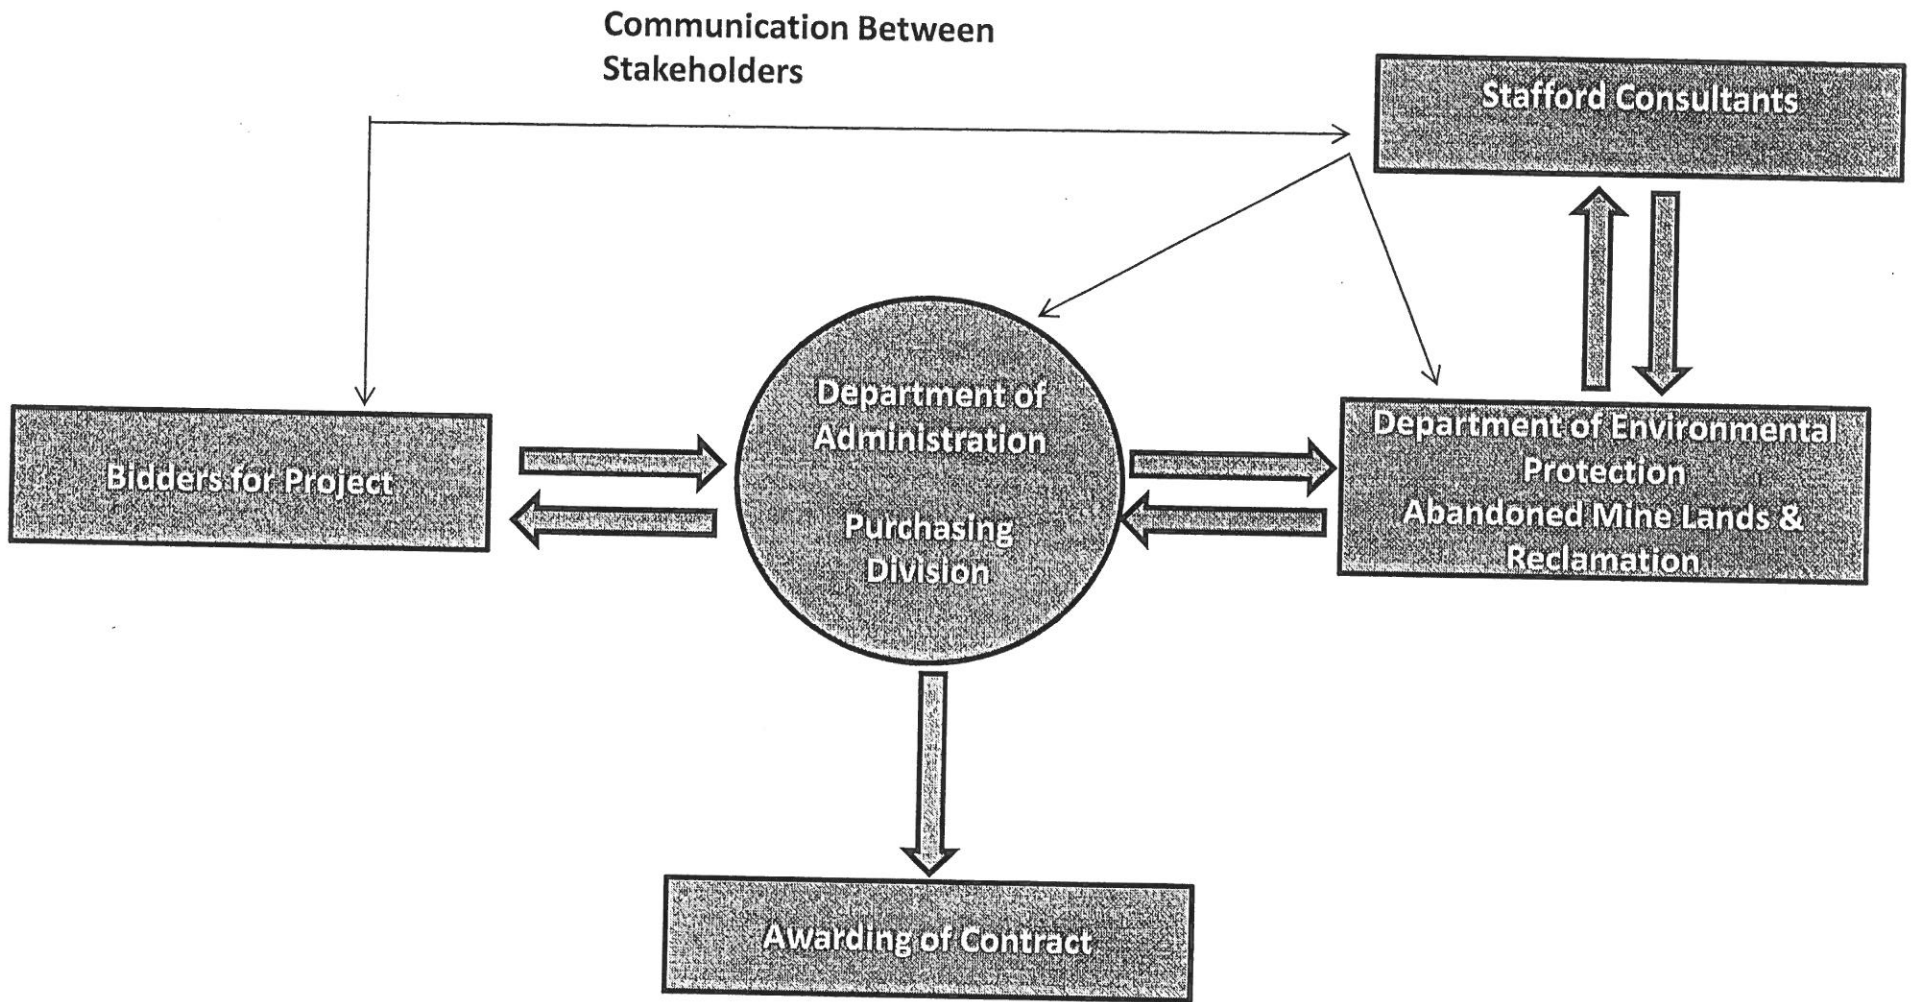 Communication Between
Stakeholders
Stafford Consultants
Bidders for Project
Department of
Administration
Purchasing
Division
Department of Environmental
Protection
Abandoned Mine Lands &
Reclamation
Awarding of Contract